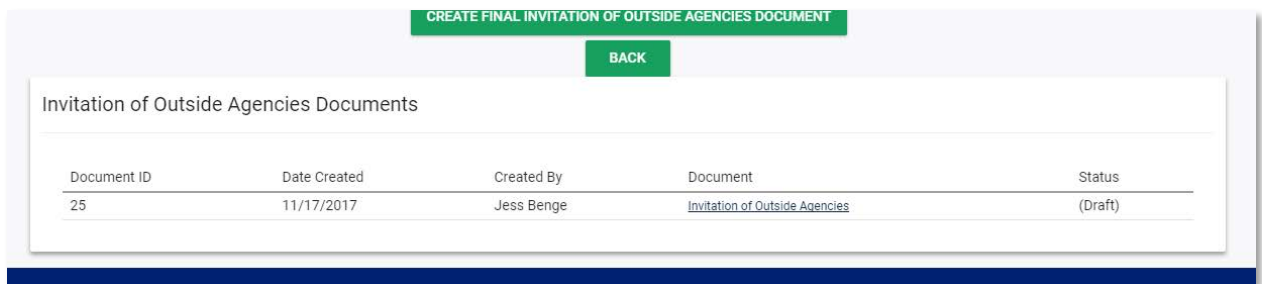 CREATE FINAL INVITATION OF OUTSIDE AGENCIES DOCUMENT
BACK
Invitation of Outside Agencies Documents
Document ID Date Created Created By Document Status
25 11/17/2017 Jess Benge Invitation of Outside Agencies (Draft)